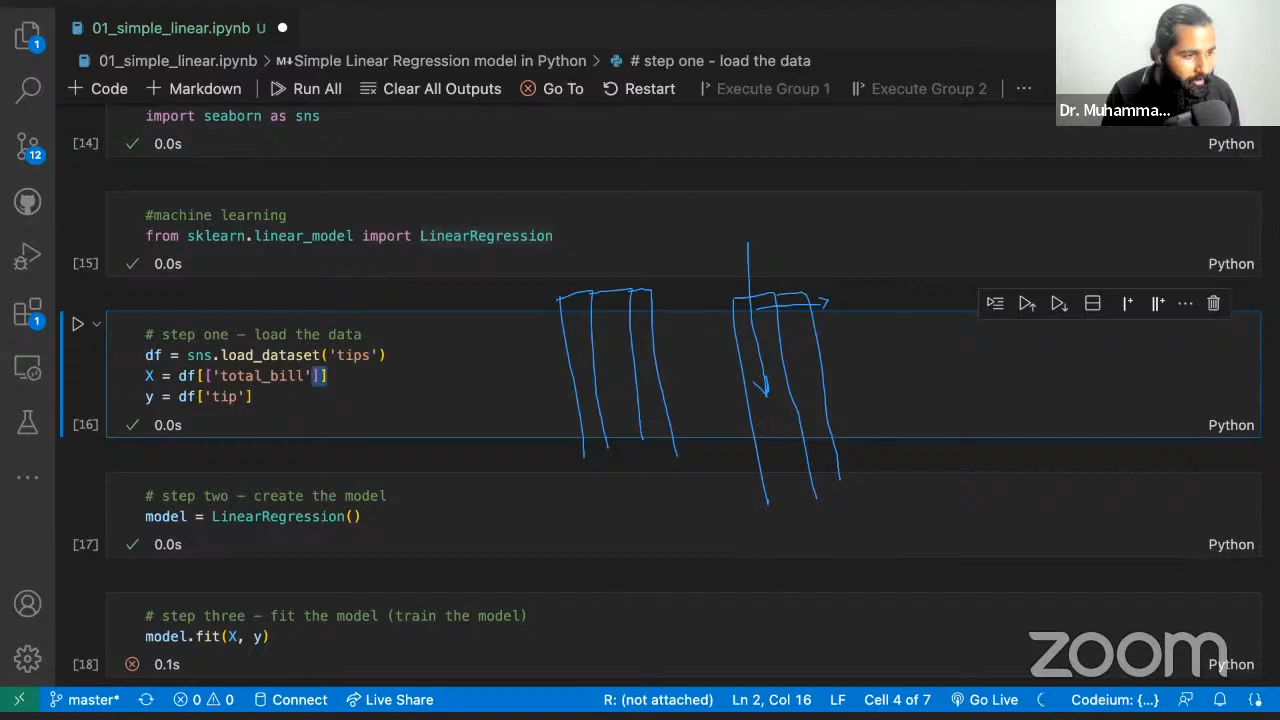 01_simple_linear.ipynb U
01_simple_linear.ipynb > M↓Simple Linear Regression model in Python > # step one - load the data
+ Code + Markdown Run All Clear All Outputs Go To Restart Execute Group 1 Execute Group 2 ...
Dr. Muhamma...
import seaborn as sns
[14] 0.0s Python
#machine learning
from sklearn.linear_model import LinearRegression
[15] 0.0s Python
# step one - load the data
df = sns.load_dataset('tips')
X = df[['total_bill']]
y = df['tip']
[16] 0.0s Python
# step two - create the model
model = LinearRegression()
[17] 0.0s Python
# step three - fit the model (train the model)
model.fit(X, y)
[18] 0.1s Python
zoom
1
12
1
master* 0 0 Connect Live Share R: (not attached) Ln 2, Col 16 LF Cell 4 of 7 Go Live Codeium: {...}